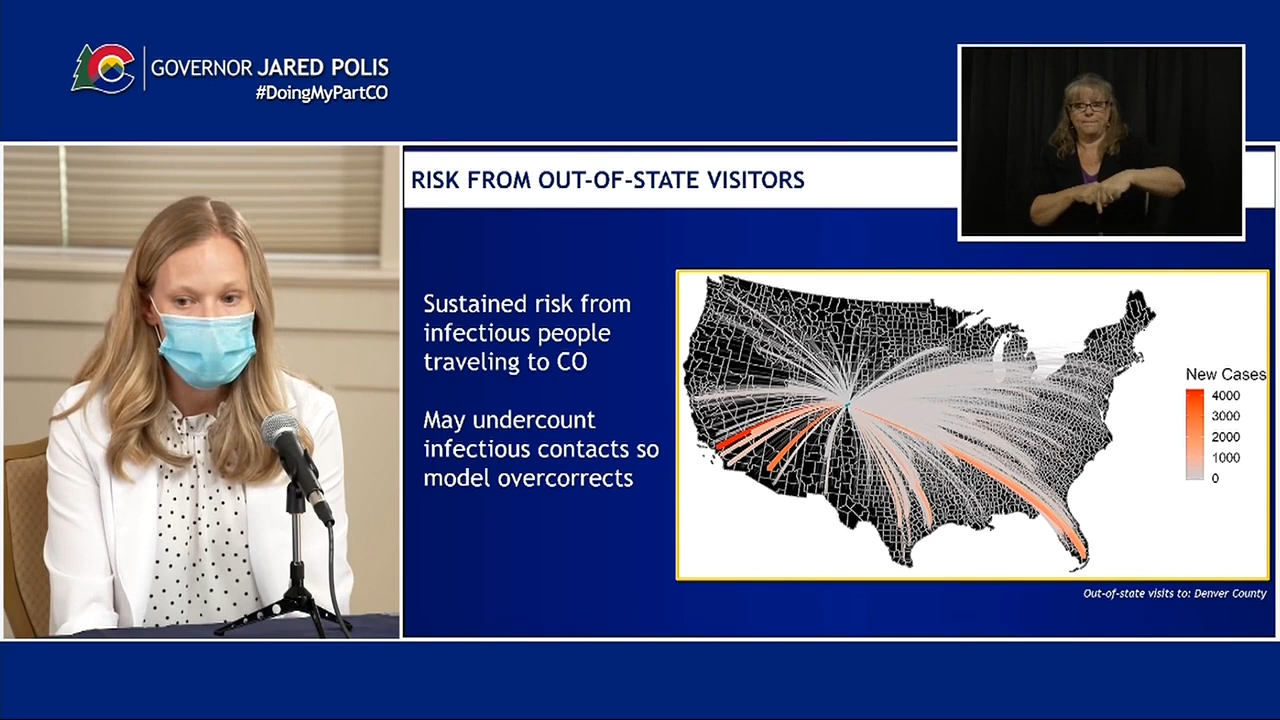 GOVERNOR JARED POLIS
#DoingMyPartCO
RISK FROM OUT-OF-STATE VISITORS
Sustained risk from
infectious people
traveling to CO
May undercount
infectious contacts so
model overcorrects
New Cases
4000
3000
2000
1000
0
Out-of-state visits to: Denver County